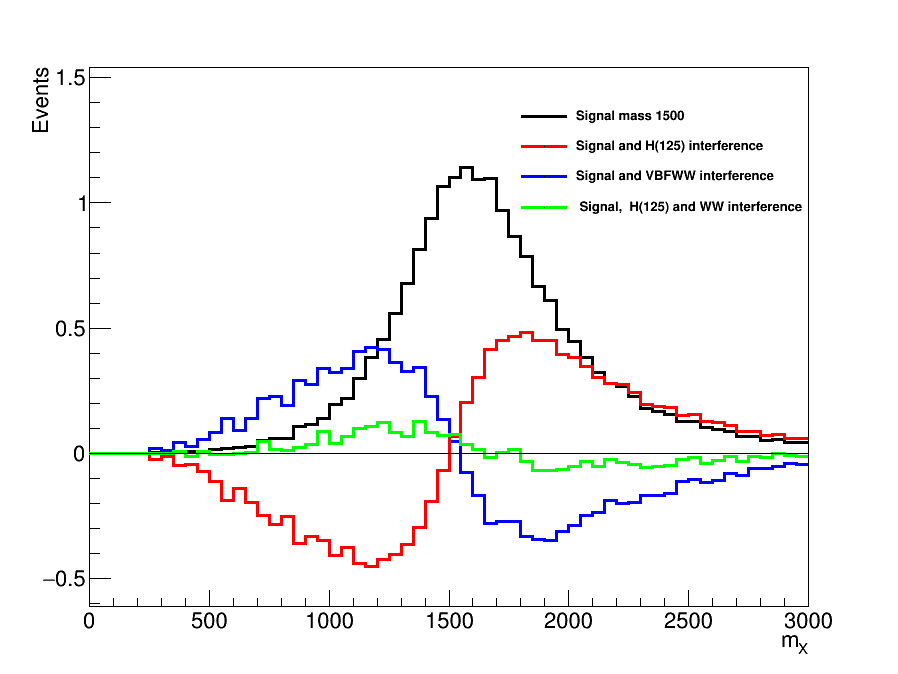 Events
1.5
1
0.5
0
−0.5
Signal mass 1500
Signal and H(125) interference
Signal and VBFWW interference
Signal,  H(125) and WW interference
0 500 1000 1500 2000 2500 3000
mX